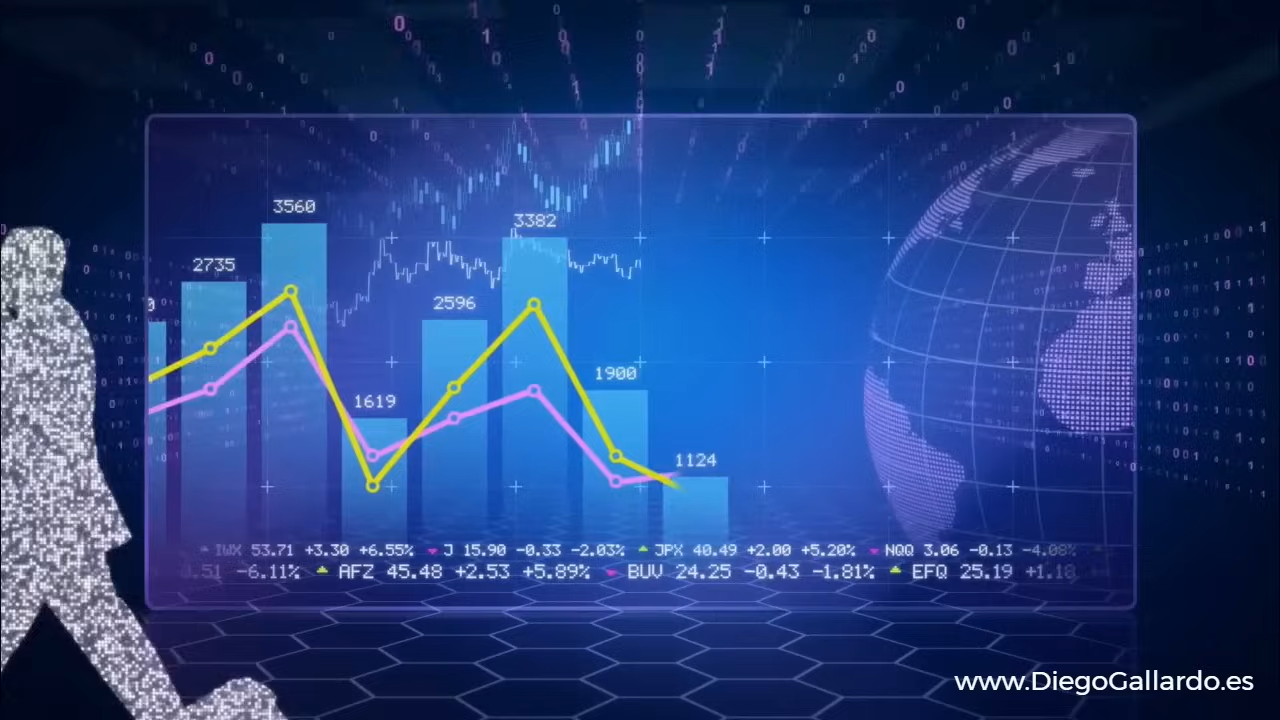 3560
3382
2735
2596
1900
1619
1124
IWX 53.71 +3.30 +6.55% J 15.90 -0.33 -2.03% JPX 40.49 +2.00 +5.20% NQQ 3.06 -0.13 -4.08%
-6.11% AFZ 45.48 +2.53 +5.89% BUV 24.25 -0.43 -1.81% EFQ 25.19 +1.10
www.DiegoGallardo.es